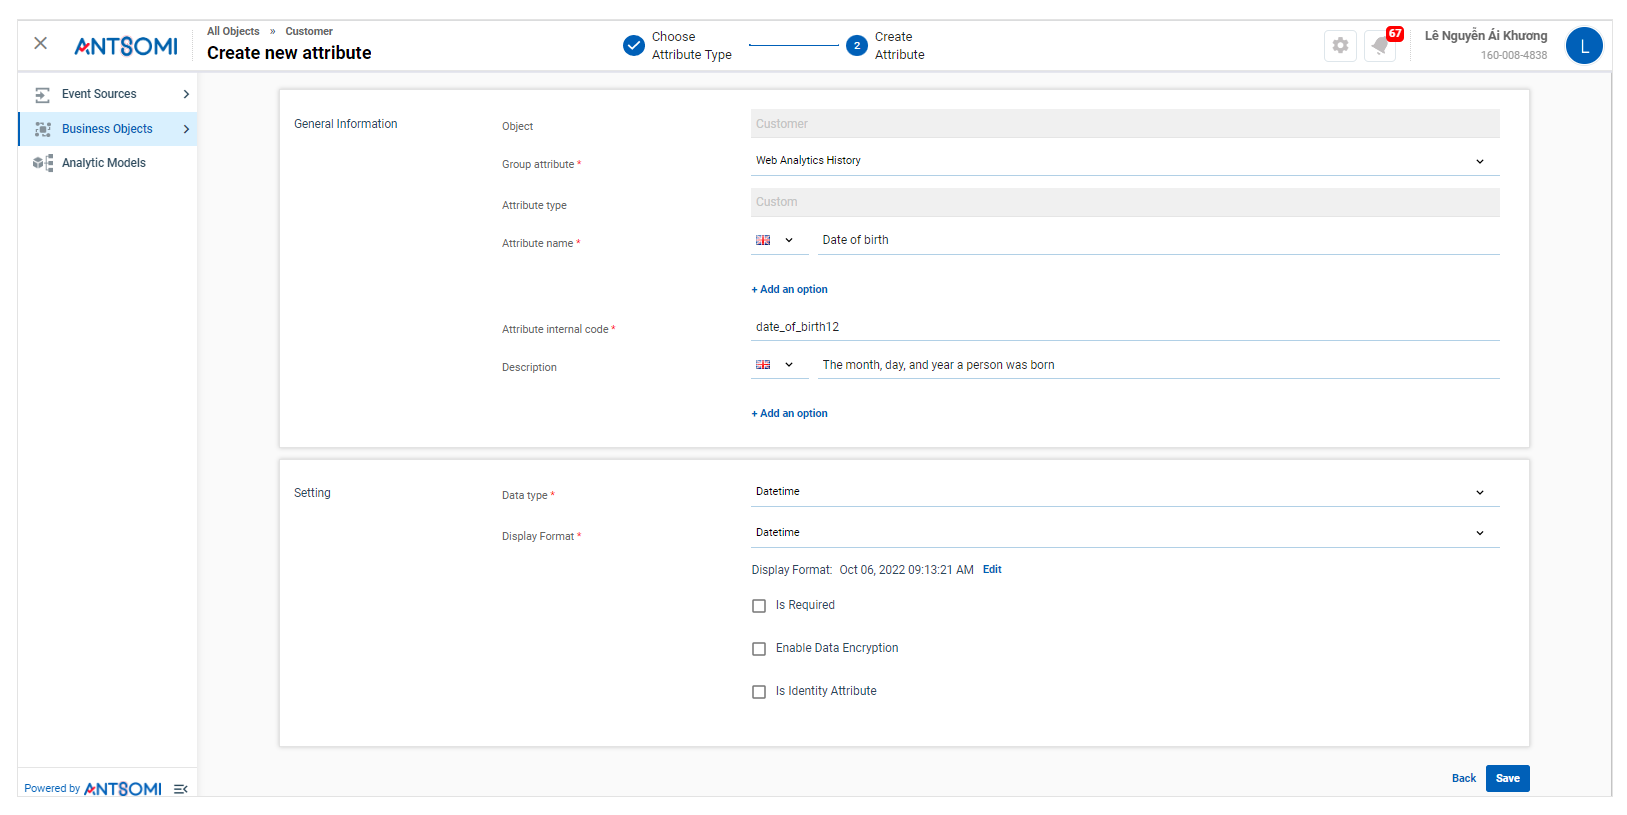 ANTSOMI
All Objects » Customer
Create new attribute
Choose
Attribute Type
2
Create
Attribute
67
Lê Nguyễn Ái Khương
160-008-4838
L
Event Sources
Business Objects
Analytic Models
General Information
Object
Customer
Group attribute *
Web Analytics History
Attribute type
Custom
Attribute name *
Date of birth
+ Add an option
Attribute internal code *
date_of_birth12
Description
The month, day, and year a person was born
+ Add an option
Setting
Data type *
Datetime
Display Format *
Datetime
Display Format: Oct 06, 2022 09:13:21 AM Edit
Is Required
Enable Data Encryption
Is Identity Attribute
Back
Save
Powered by ANTSOMI